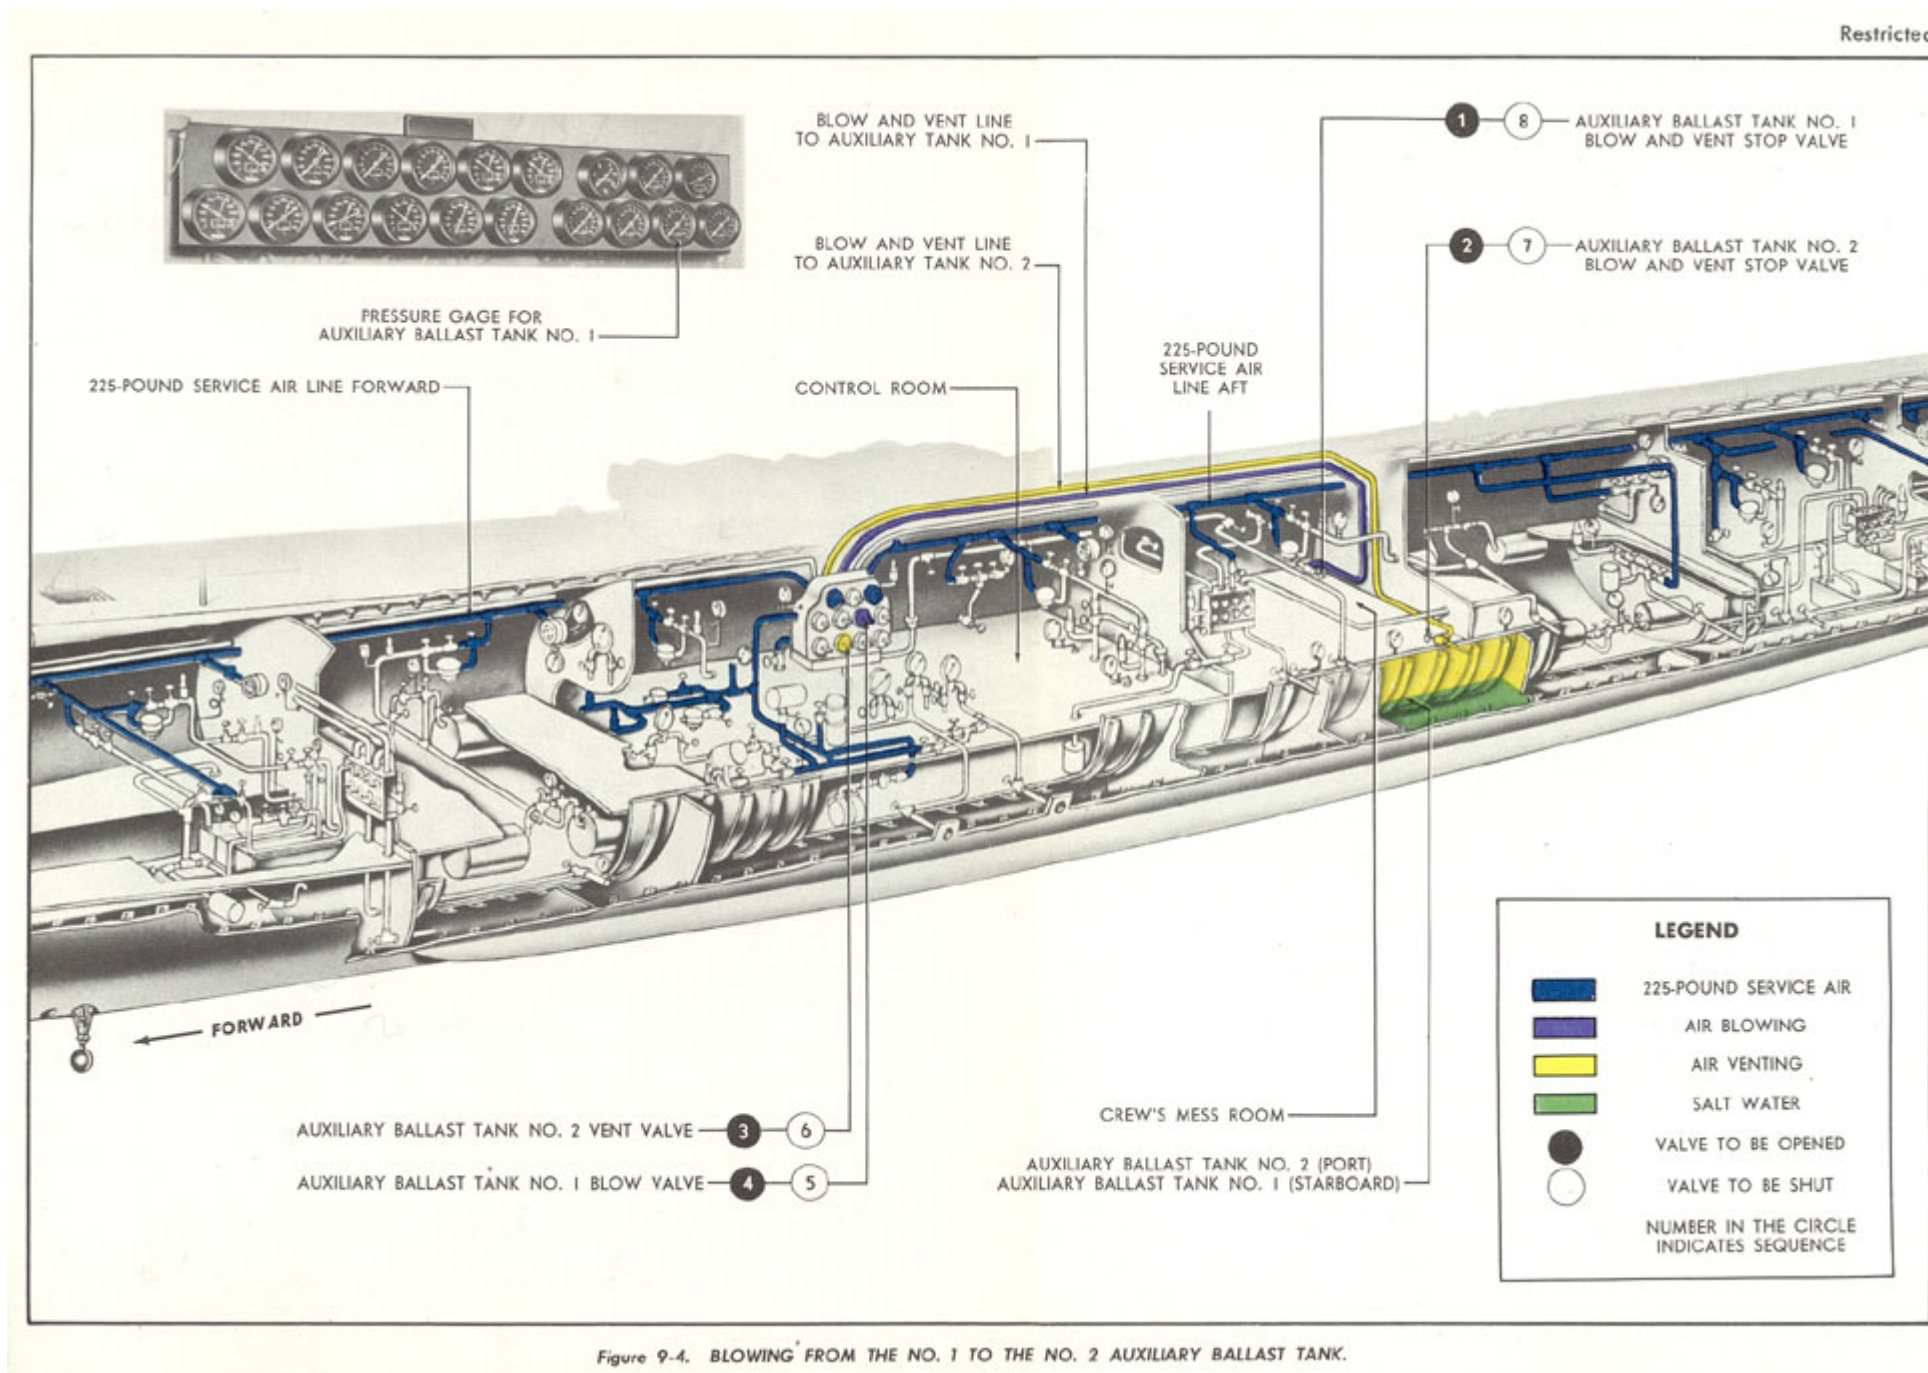 Restricted
BLOW AND VENT LINE
TO AUXILIARY TANK NO. 1
1
8
AUXILIARY BALLAST TANK NO. 1
BLOW AND VENT STOP VALVE
BLOW AND VENT LINE
TO AUXILIARY TANK NO. 2
2
7
AUXILIARY BALLAST TANK NO. 2
BLOW AND VENT STOP VALVE
PRESSURE GAGE FOR
AUXILIARY BALLAST TANK NO. 1
225-POUND SERVICE AIR LINE FORWARD
CONTROL ROOM
225-POUND
SERVICE AIR
LINE AFT
FORWARD
LEGEND
225-POUND SERVICE AIR
AIR BLOWING
AIR VENTING
SALT WATER
VALVE TO BE OPENED
VALVE TO BE SHUT
NUMBER IN THE CIRCLE
INDICATES SEQUENCE
AUXILIARY BALLAST TANK NO. 2 VENT VALVE
3
6
AUXILIARY BALLAST TANK NO. 1 BLOW VALVE
4
5
CREW'S MESS ROOM
AUXILIARY BALLAST TANK NO. 2 (PORT)
AUXILIARY BALLAST TANK NO. 1 (STARBOARD)
Figure 9-4. BLOWING FROM THE NO. 1 TO THE NO. 2 AUXILIARY BALLAST TANK.